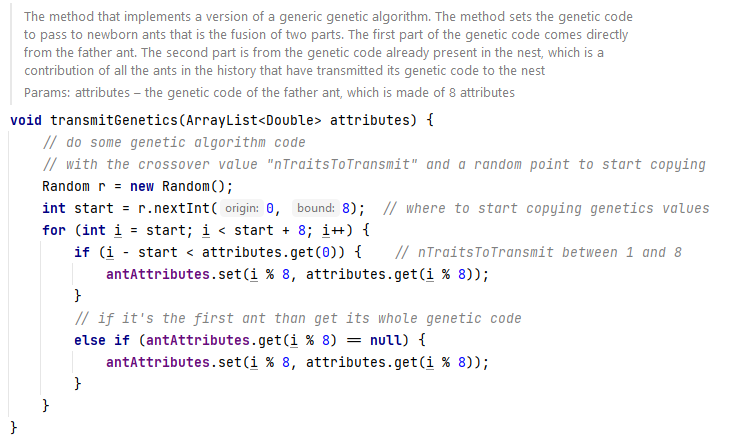 The method that implements a version of a generic genetic algorithm. The method sets the genetic code
to pass to newborn ants that is the fusion of two parts. The first part of the genetic code comes directly
from the father ant. The second part is from the genetic code already present in the nest, which is a
contribution of all the ants in the history that have transmitted its genetic code to the nest
Params: attributes – the genetic code of the father ant, which is made of 8 attributes
void transmitGenetics(ArrayList<Double> attributes) {
// do some genetic algorithm code
// with the crossover value "nTraitsToTransmit" and a random point to start copying
Random r = new Random();
int start = r.nextInt( origin: 0, bound: 8); // where to start copying genetics values
for (int i = start; i < start + 8; i++) {
if (i - start < attributes.get(0)) { // nTraitsToTransmit between 1 and 8
antAttributes.set(i % 8, attributes.get(i % 8));
}
// if it's the first ant than get its whole genetic code
else if (antAttributes.get(i % 8) == null) {
antAttributes.set(i % 8, attributes.get(i % 8));
}
}
}